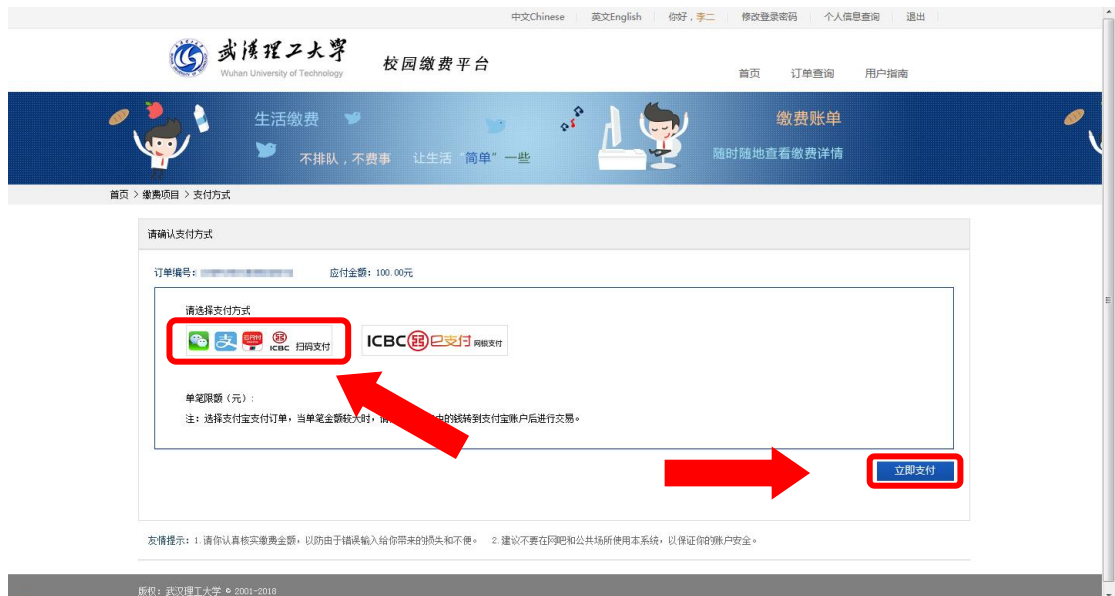 中文Chinese 英文English 你好，李二 修改登录密码 个人信息查询 退出
武汉理工大学 校园缴费平台
Wuhan University of Technology
首页 订单查询 用户指南
生活缴费 缴费账单
不排队，不费事 让生活“简单”一些 随时随地查看缴费详情
首页 > 缴费项目 > 支付方式
请确认支付方式
订单编号： 应付金额：100.00元
请选择支付方式
支 ICBC 扫码支付 ICBC 已支付 网银支付
单笔限额（元）：
注：选择支付宝支付订单，当单笔金额较大时，请 中的钱转到支付宝账户后进行交易。
立即支付
友情提示：1.请你认真核实缴费金额，以防由于错误输入给你带来的损失和不便。 2.建议不要在网吧和公共场所使用本系统，以保证你的账户安全。
版权：武汉理工大学 © 2001-2018